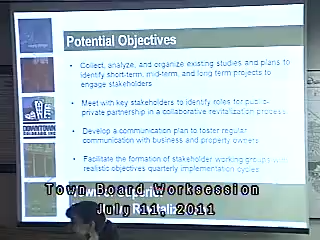 Potential Objectives
• Collect, analyze, and organize existing studies and plans to
identify short-term, mid-term, and long term projects to
engage stakeholders
• Meet with key stakeholders to identify roles for public-
private partnership in a collaborative revitalization process
• Develop a communication plan to foster regular
communication with business and property owners
• Facilitate the formation of stakeholder working groups with
realistic objectives quarterly implementation cycles
DOWNTOWN
COLORADO INC
Town Board Worksession
July 11, 2011